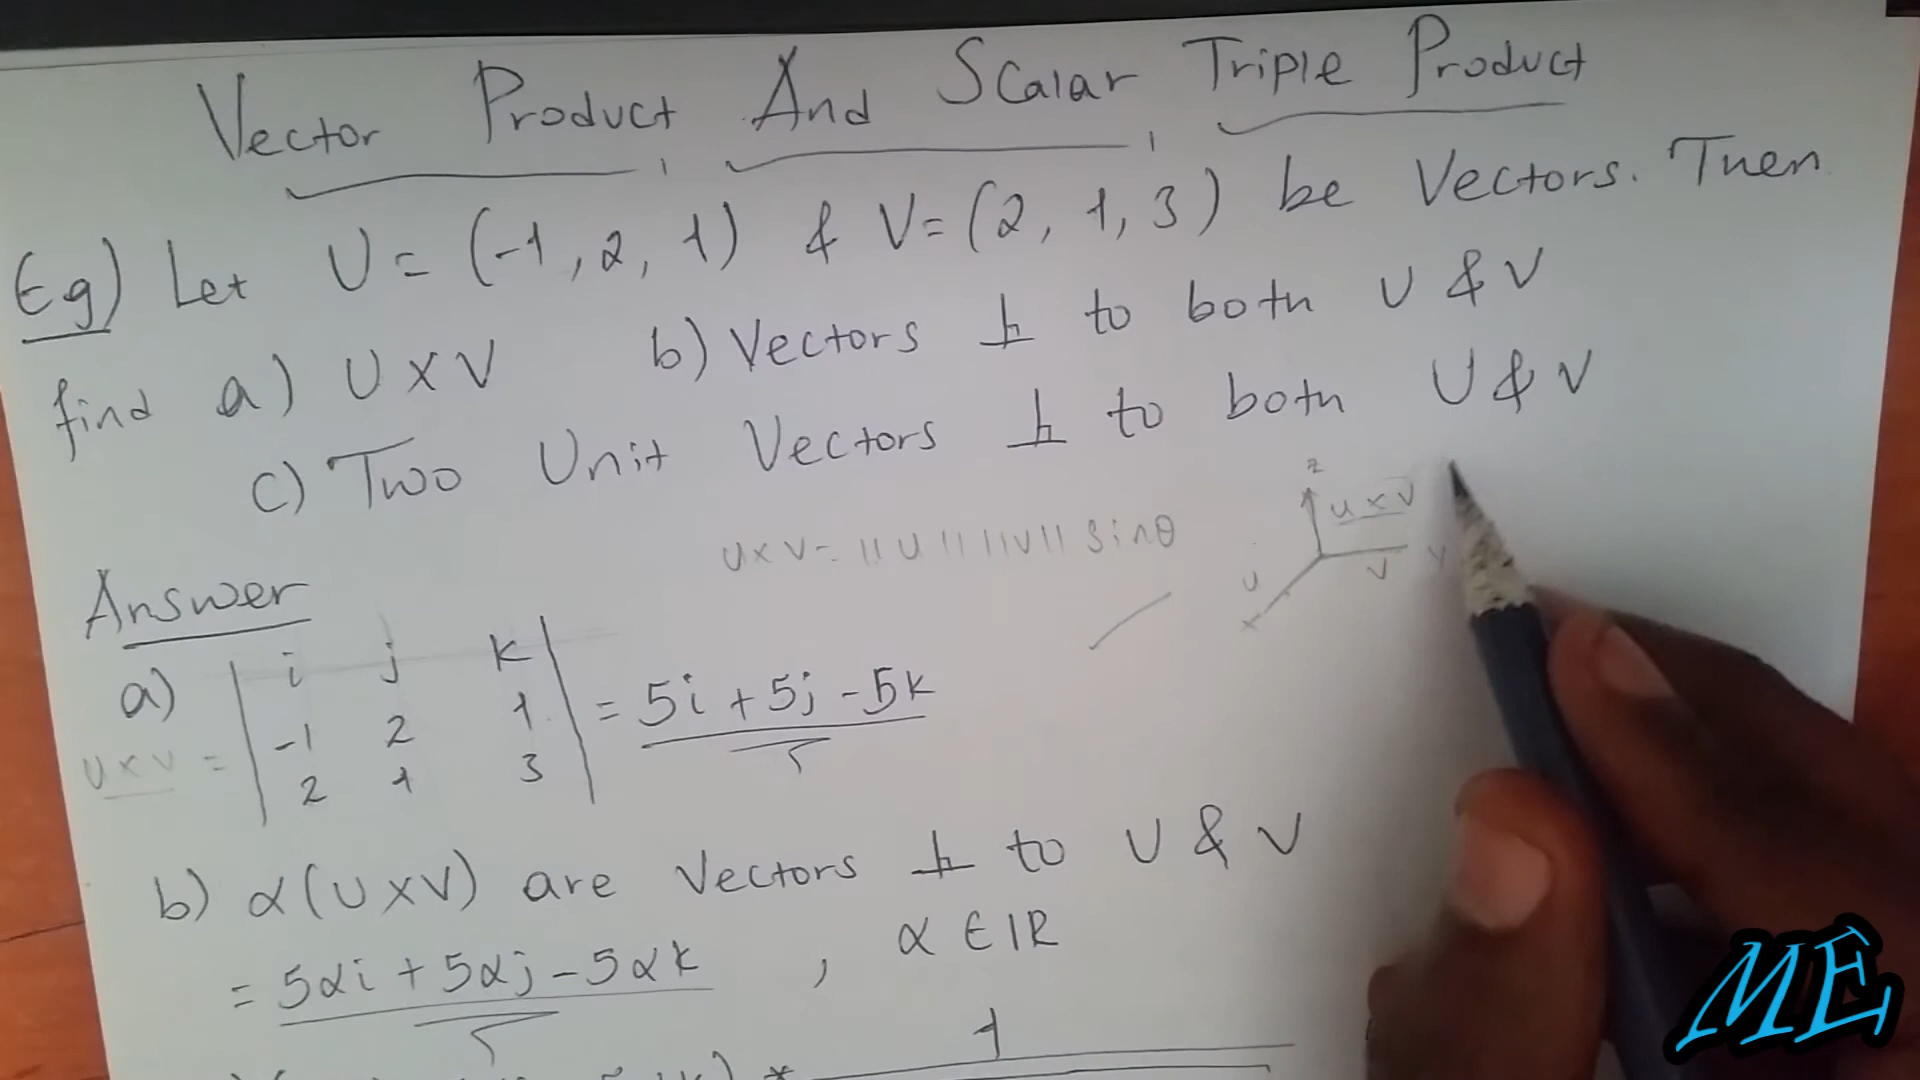 Vector Product And Scalar Triple Product
Eg) Let U = (-1, 2, 1) & V = (2, 1, 3) be Vectors. Then
find a) U X V b) Vectors ⊥ to both U & V
c) Two Unit Vectors ⊥ to both U & V
U x V = ||U|| ||V|| Sinθ
z
U x V
U
V
Y
x
Answer
a) U x V = | i j k |
| -1 2 1 | = 5i + 5j - 5k
| 2 1 3 |
b) α(U X V) are Vectors ⊥ to U & V
= 5αi + 5αj - 5αk , α ∈ IR
1
ME